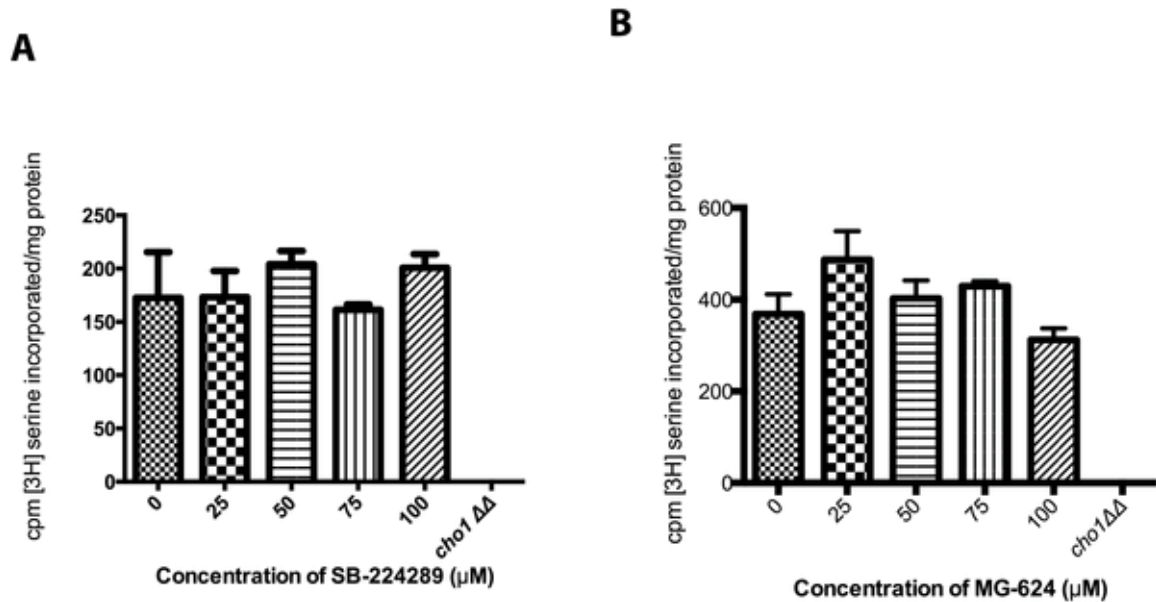 A
cpm [3H] serine incorporated/mg protein
250
200
150
100
50
0
0
25
50
75
100
cho1 ΔΔ
Concentration of SB-224289 (µM)
B
cpm [3H] serine incorporated/mg protein
600
400
200
0
0
25
50
75
100
cho1ΔΔ
Concentration of MG-624 (µM)